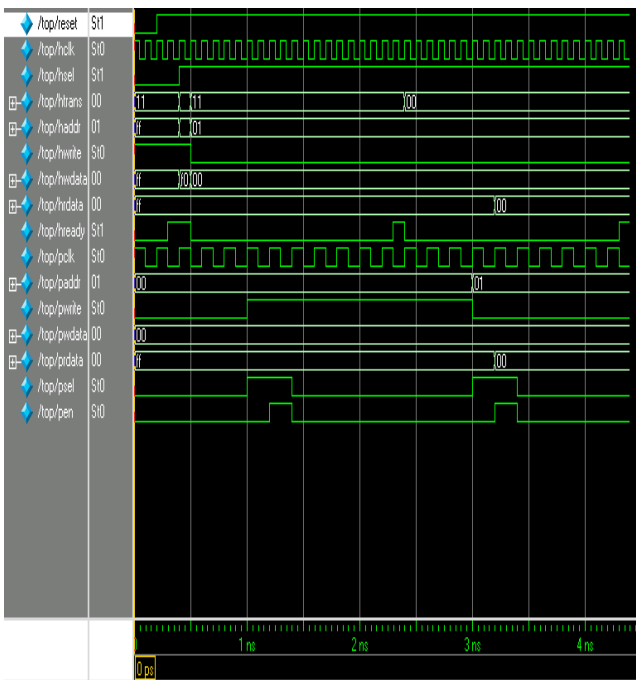 /top/reset St1
/top/hclk St0
/top/hsel St1
/top/htrans 00 11 11 00
/top/haddr 01 ff 01
/top/hwrite St0
/top/hwdata 00 ff f0 00
/top/hrdata 00 ff 00
/top/hready St1
/top/pclk St0
/top/paddr 01 00 01
/top/pwrite St0
/top/pwdata 00 00
/top/prdata 00 ff 00
/top/psel St0
/top/pen St0
1 ns 2 ns 3 ns 4 ns
0 ps